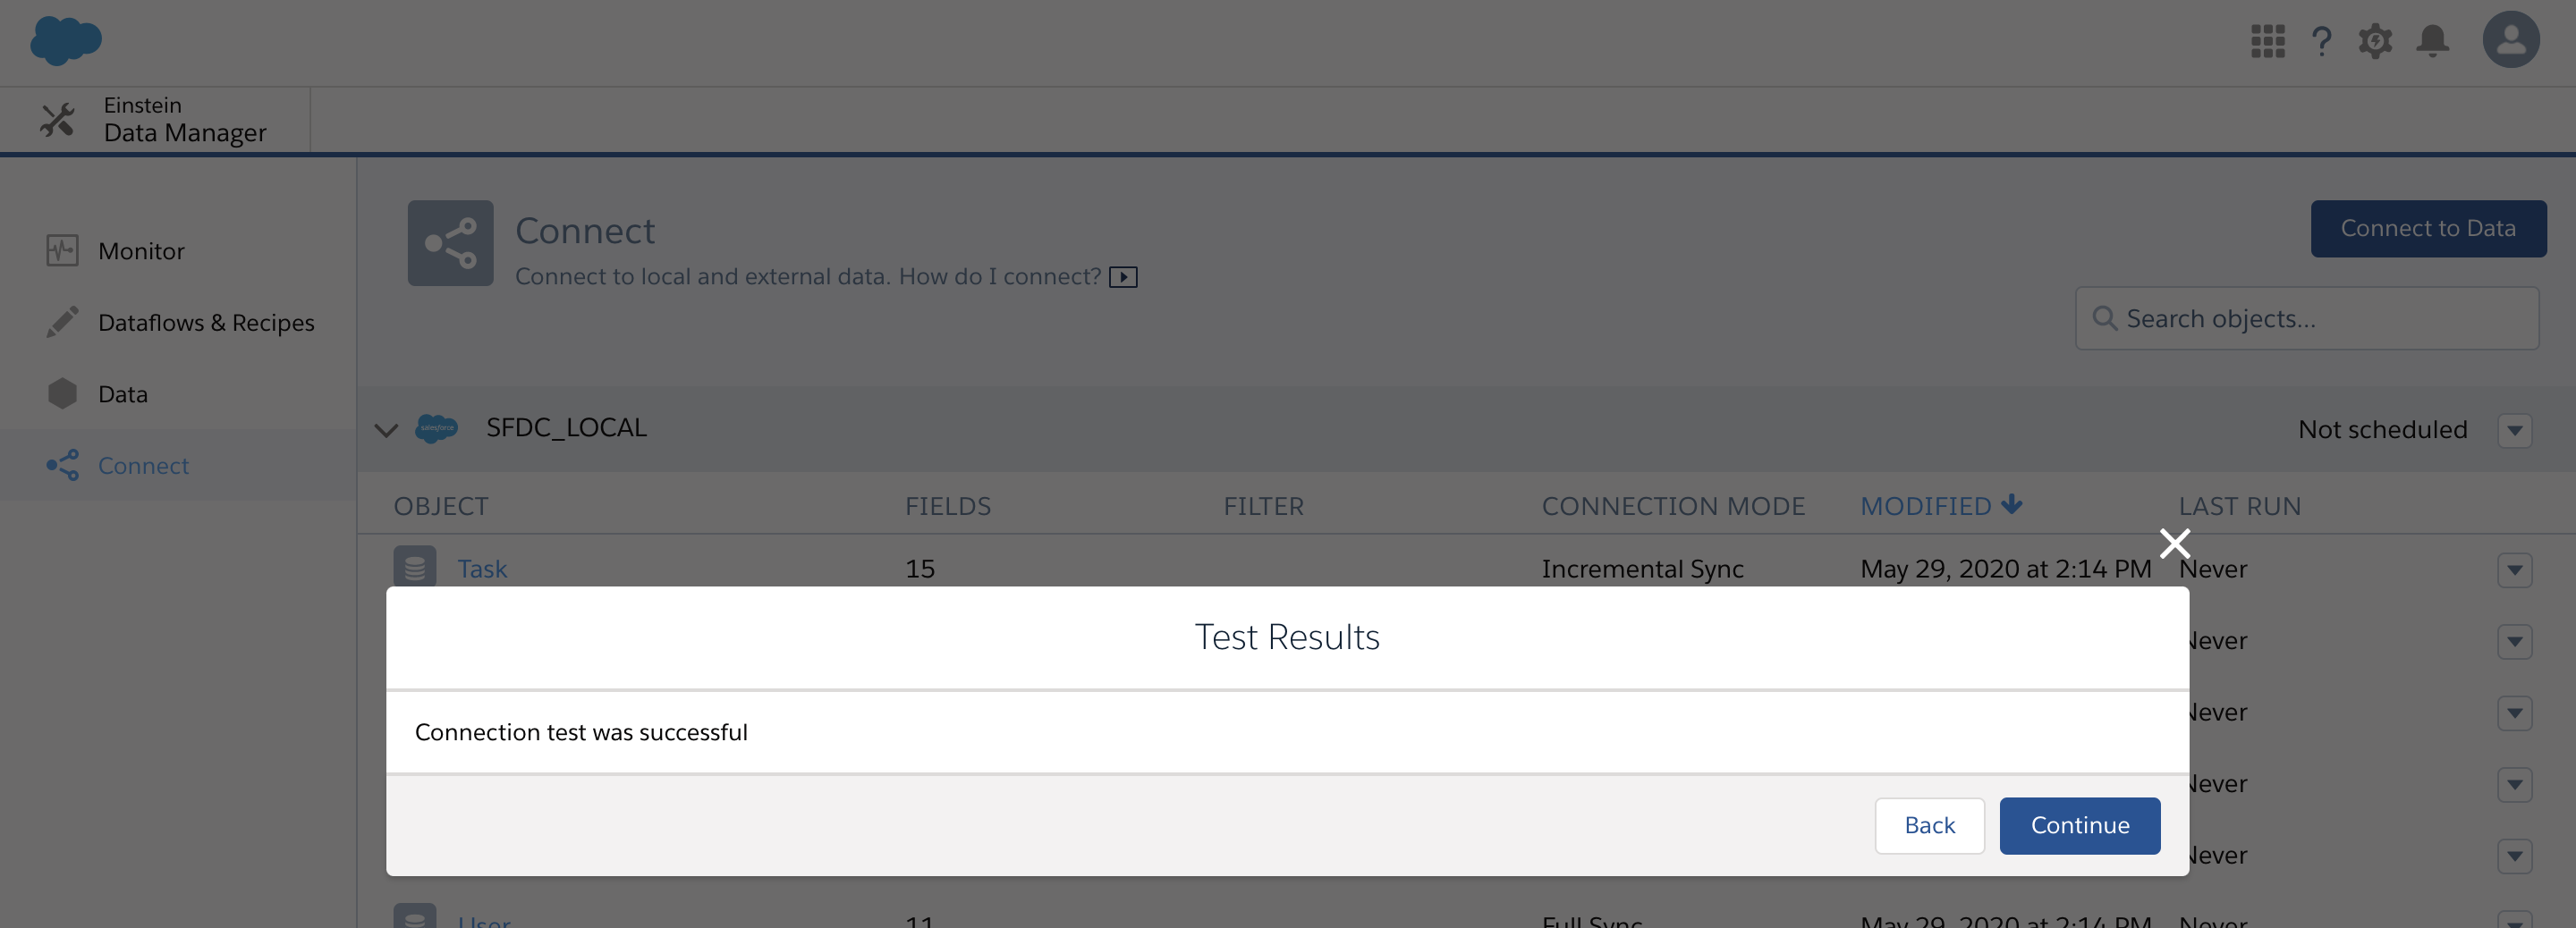 Einstein
Data Manager
Monitor
Dataflows & Recipes
Data
Connect
Connect
Connect to local and external data. How do I connect?
Connect to Data
Search objects...
salesforce SFDC_LOCAL Not scheduled
OBJECT FIELDS FILTER CONNECTION MODE MODIFIED LAST RUN
Task 15 Incremental Sync May 29, 2020 at 2:14 PM Never
Never
Never
Never
Never
Test Results
Connection test was successful
Back Continue
User 11 Full Sync May 29, 2020 at 2:14 PM Never